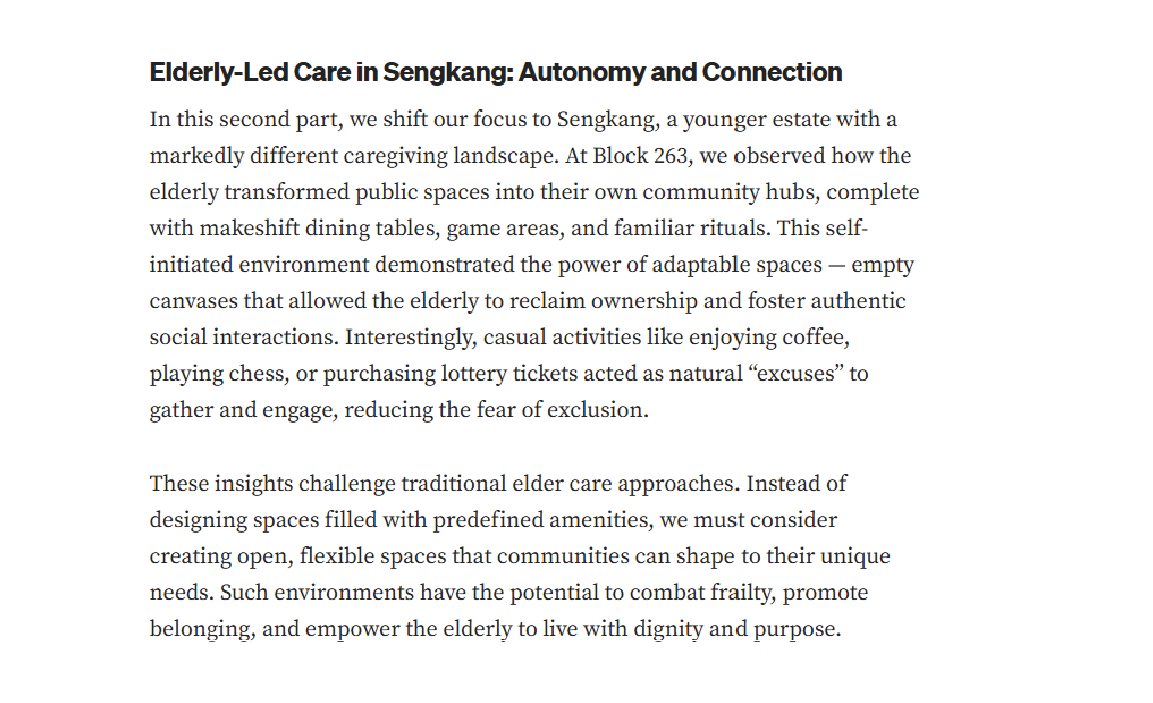 Elderly-Led Care in Sengkang: Autonomy and Connection
In this second part, we shift our focus to Sengkang, a younger estate with a
markedly different caregiving landscape. At Block 263, we observed how the
elderly transformed public spaces into their own community hubs, complete
with makeshift dining tables, game areas, and familiar rituals. This self-
initiated environment demonstrated the power of adaptable spaces — empty
canvases that allowed the elderly to reclaim ownership and foster authentic
social interactions. Interestingly, casual activities like enjoying coffee,
playing chess, or purchasing lottery tickets acted as natural “excuses” to
gather and engage, reducing the fear of exclusion.
These insights challenge traditional elder care approaches. Instead of
designing spaces filled with predefined amenities, we must consider
creating open, flexible spaces that communities can shape to their unique
needs. Such environments have the potential to combat frailty, promote
belonging, and empower the elderly to live with dignity and purpose.